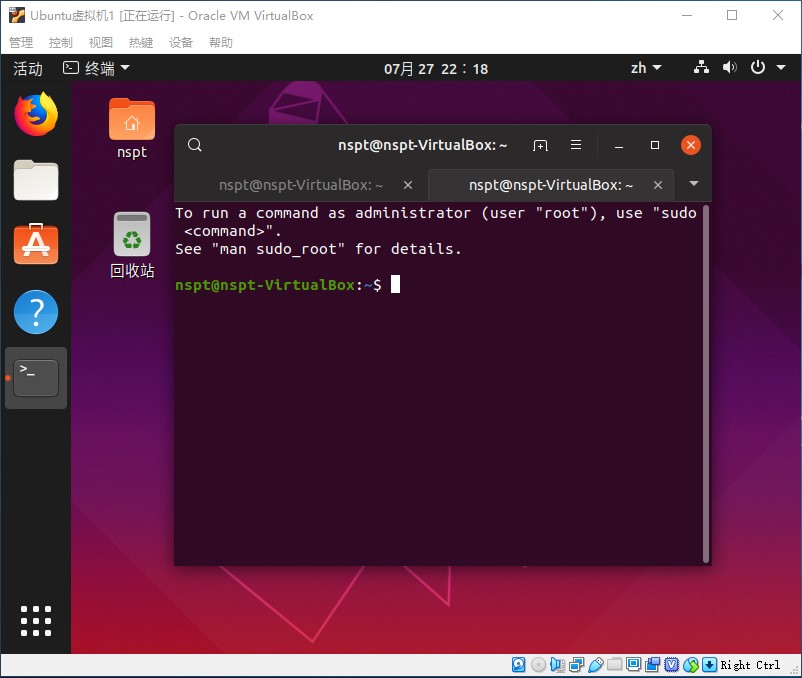 Ubuntu虚拟机1 [正在运行] - Oracle VM VirtualBox
管理 控制 视图 热键 设备 帮助
活动 终端 07月 27 22：18 zh
nspt
回收站
nspt@nspt-VirtualBox: ~
nspt@nspt-VirtualBox: ~ nspt@nspt-VirtualBox: ~
To run a command as administrator (user "root"), use "sudo
<command>".
See "man sudo_root" for details.
nspt@nspt-VirtualBox:~$
Right Ctrl